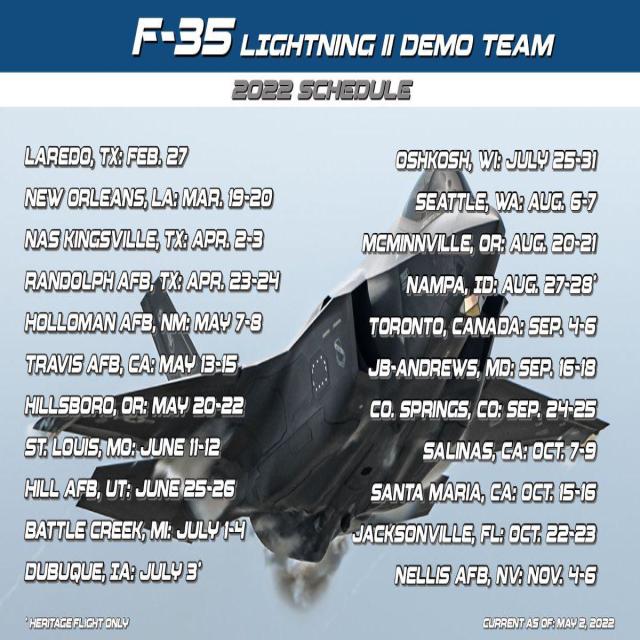 F-35 LIGHTNING II DEMO TEAM
2022 SCHEDULE
LAREDO, TX: FEB. 27
NEW ORLEANS, LA: MAR. 19-20
NAS KINGSVILLE, TX: APR. 2-3
RANDOLPH AFB, TX: APR. 23-24
HOLLOMAN AFB, NM: MAY 7-8
TRAVIS AFB, CA: MAY 13-15
HILLSBORO, OR: MAY 20-22
ST. LOUIS, MO: JUNE 11-12
HILL AFB, UT: JUNE 25-26
BATTLE CREEK, MI: JULY 1-4
DUBUQUE, IA: JULY 3*
OSHKOSH, WI: JULY 25-31
SEATTLE, WA: AUG. 6-7
MCMINNVILLE, OR: AUG. 20-21
NAMPA, ID: AUG. 27-28*
TORONTO, CANADA: SEP. 4-6
JB-ANDREWS, MD: SEP. 16-18
CO. SPRINGS, CO: SEP. 24-25
SALINAS, CA: OCT. 7-9
SANTA MARIA, CA: OCT. 15-16
JACKSONVILLE, FL: OCT. 22-23
NELLIS AFB, NV: NOV. 4-6
* HERITAGE FLIGHT ONLY
CURRENT AS OF: MAY 2, 2022